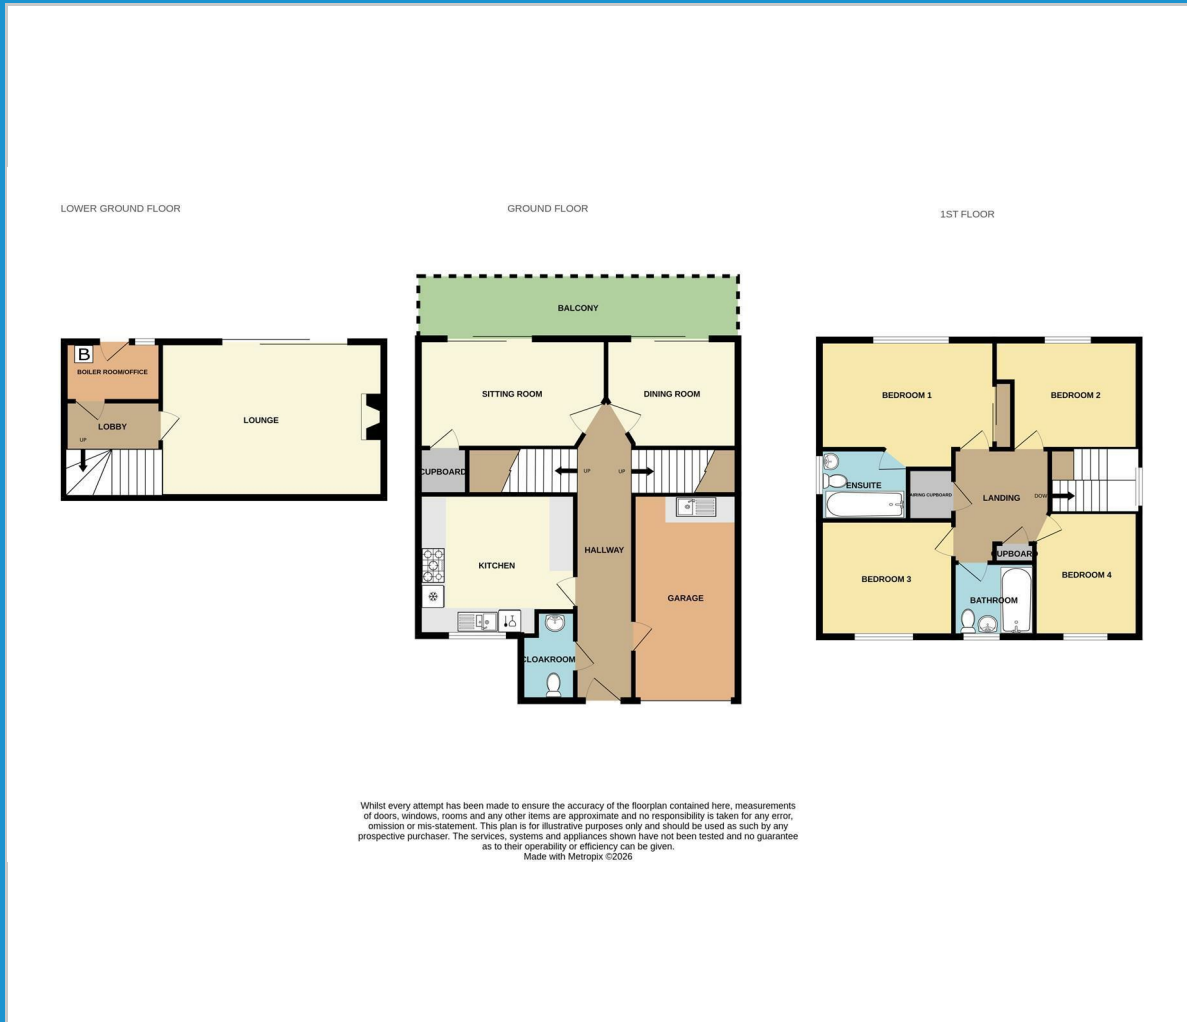 LOWER GROUND FLOOR
GROUND FLOOR
1ST FLOOR
BALCONY
B
BOILER ROOM/OFFICE
LOBBY
UP
LOUNGE
SITTING ROOM
DINING ROOM
CUPBOARD
UP
UP
KITCHEN
HALLWAY
GARAGE
CLOAKROOM
BEDROOM 1
BEDROOM 2
ENSUITE
AIRING CUPBOARD
LANDING
DOW
CUPBOARD
BEDROOM 3
BATHROOM
BEDROOM 4
Whilst every attempt has been made to ensure the accuracy of the floorplan contained here, measurements
of doors, windows, rooms and any other items are approximate and no responsibility is taken for any error,
omission or mis-statement. This plan is for illustrative purposes only and should be used as such by any
prospective purchaser. The services, systems and appliances shown have not been tested and no guarantee
as to their operability or efficiency can be given.
Made with Metropix ©2026